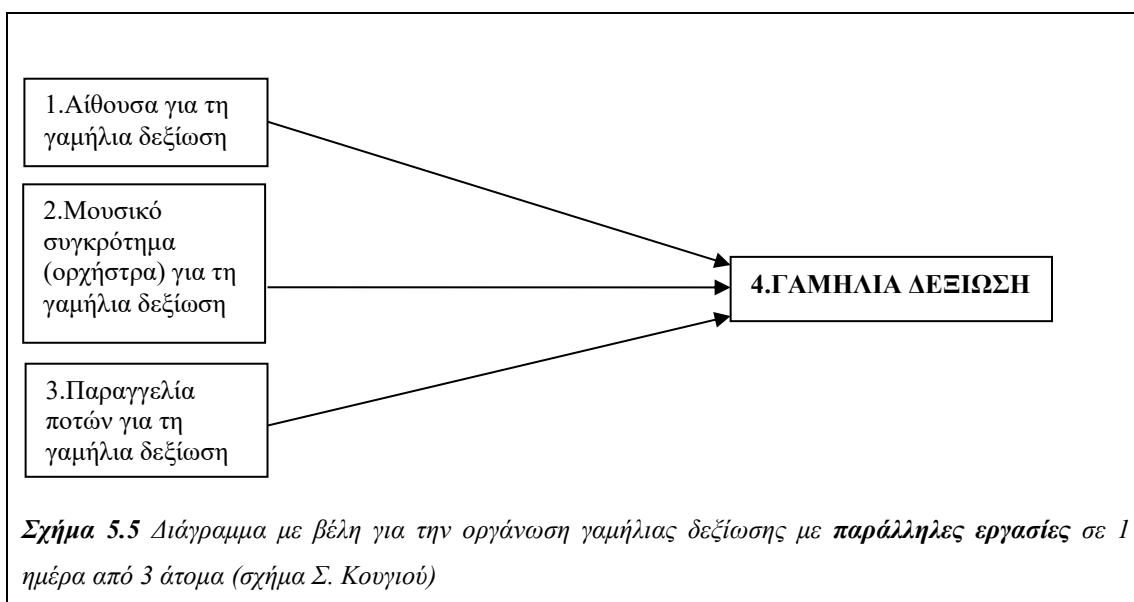 1.Αίθουσα για τη
γαμήλια δεξίωση
2.Μουσικό
συγκρότημα
(ορχήστρα) για τη
γαμήλια δεξίωση
4.ΓΑΜΗΛΙΑ ΔΕΞΙΩΣΗ
3.Παραγγελία
ποτών για τη
γαμήλια δεξίωση
Σχήμα 5.5 Διάγραμμα με βέλη για την οργάνωση γαμήλιας δεξίωσης με παράλληλες εργασίες σε 1
ημέρα από 3 άτομα (σχήμα Σ. Κουγιού)